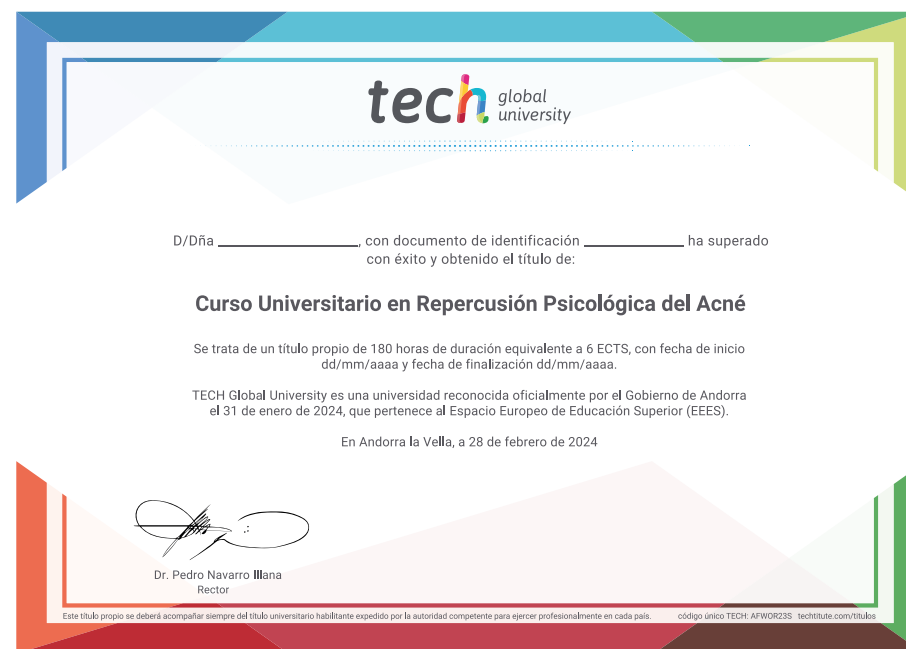 tech global university
D/Dña ____________________, con documento de identificación ______________ ha superado
con éxito y obtenido el título de:
Curso Universitario en Repercusión Psicológica del Acné
Se trata de un título propio de 180 horas de duración equivalente a 6 ECTS, con fecha de inicio
dd/mm/aaaa y fecha de finalización dd/mm/aaaa.
TECH Global University es una universidad reconocida oficialmente por el Gobierno de Andorra
el 31 de enero de 2024, que pertenece al Espacio Europeo de Educación Superior (EEES).
En Andorra la Vella, a 28 de febrero de 2024
Dr. Pedro Navarro Illana
Rector
Este título propio se deberá acompañar siempre del título universitario habilitante expedido por la autoridad competente para ejercer profesionalmente en cada país. código único TECH: AFWOR23S techtitute.com/titulos